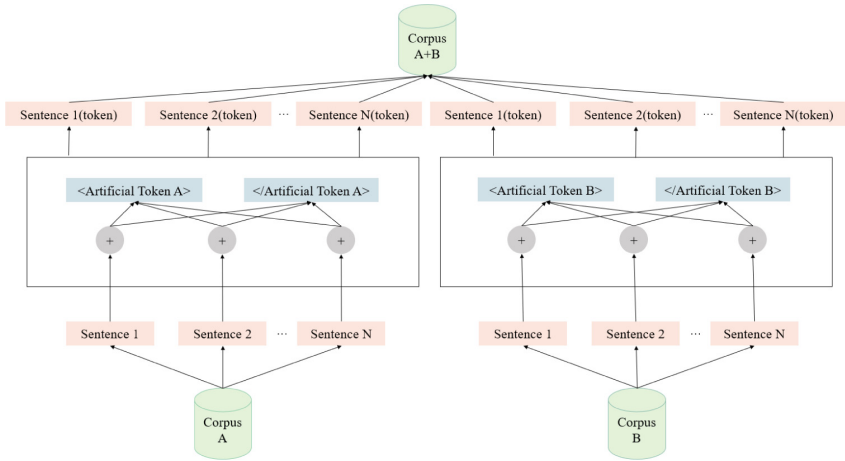 Corpus
A+B
Sentence 1(token)
Sentence 2(token)
...
Sentence N(token)
Sentence 1(token)
Sentence 2(token)
...
Sentence N(token)
<Artificial Token A>
</Artificial Token A>
<Artificial Token B>
</Artificial Token B>
+
+
+
+
+
+
Sentence 1
Sentence 2
...
Sentence N
Sentence 1
Sentence 2
...
Sentence N
Corpus
A
Corpus
B